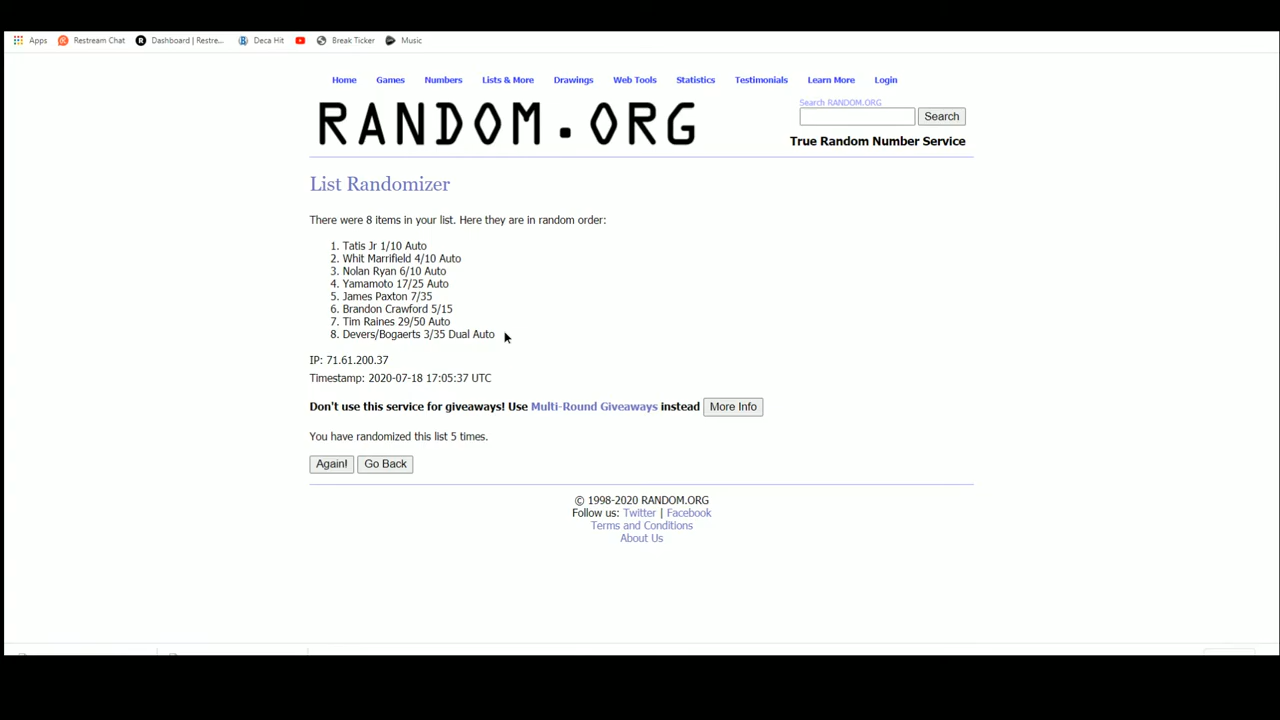 Apps Restream Chat Dashboard | Restre... Deca Hit Break Ticker Music
Home Games Numbers Lists & More Drawings Web Tools Statistics Testimonials Learn More Login
RANDOM.ORG
Search RANDOM.ORG
Search
True Random Number Service
List Randomizer
There were 8 items in your list. Here they are in random order:
1. Tatis Jr 1/10 Auto
2. Whit Marrifield 4/10 Auto
3. Nolan Ryan 6/10 Auto
4. Yamamoto 17/25 Auto
5. James Paxton 7/35
6. Brandon Crawford 5/15
7. Tim Raines 29/50 Auto
8. Devers/Bogaerts 3/35 Dual Auto
IP: 71.61.200.37
Timestamp: 2020-07-18 17:05:37 UTC
Don't use this service for giveaways! Use Multi-Round Giveaways instead More Info
You have randomized this list 5 times.
Again! Go Back
© 1998-2020 RANDOM.ORG
Follow us: Twitter | Facebook
Terms and Conditions
About Us